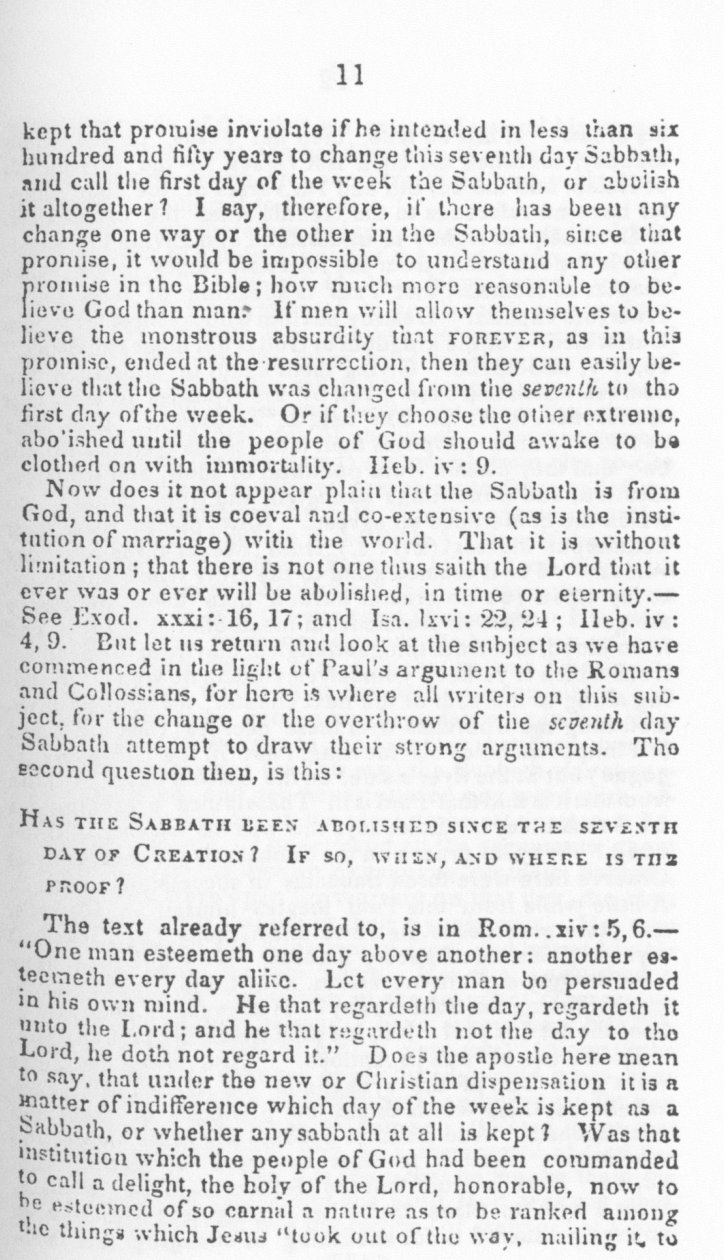 11
kept that promise inviolate if he intended in less than six
hundred and fifty years to change this seventh day Sabbath,
and call the first day of the week the Sabbath, or abolish
it altogether? I say, therefore, if there has been any
change one way or the other in the Sabbath, since that
promise, it would be impossible to understand any other
promise in the Bible; how much more reasonable to be-
lieve God than man? If men will allow themselves to be-
lieve the monstrous absurdity that FOREVER, as in this
promise, ended at the resurrection, then they can easily be-
lieve that the Sabbath was changed from the seventh to the
first day of the week. Or if they choose the other extreme,
abolished until the people of God should awake to be
clothed on with immortality. Heb. iv: 9.
Now does it not appear plain that the Sabbath is from
God, and that it is coeval and co-extensive (as is the insti-
tution of marriage) with the world. That it is without
limitation; that there is not one thus saith the Lord that it
ever was or ever will be abolished, in time or eternity.—
See Exod. xxxi: 16, 17; and Isa. lxvi: 22, 24; Heb. iv:
4, 9. But let us return and look at the subject as we have
commenced in the light of Paul's argument to the Romans
and Collossians, for here is where all writers on this sub-
ject, for the change or the overthrow of the seventh day
Sabbath attempt to draw their strong arguments. The
second question then, is this:
HAS THE SABBATH BEEN ABOLISHED SINCE THE SEVENTH
DAY OF CREATION? IF SO, WHEN, AND WHERE IS THE
PROOF?
The text already referred to, is in Rom. xiv: 5, 6.—
"One man esteemeth one day above another: another es-
teemeth every day alike. Let every man be persuaded
in his own mind. He that regardeth the day, regardeth it
unto the Lord; and he that regardeth not the day to the
Lord, he doth not regard it." Does the apostle here mean
to say, that under the new or Christian dispensation it is a
matter of indifference which day of the week is kept as a
Sabbath, or whether any sabbath at all is kept? Was that
institution which the people of God had been commanded
to call a delight, the holy of the Lord, honorable, now to
be esteemed of so carnal a nature as to be ranked among
the things which Jesus "took out of the way, nailing it to